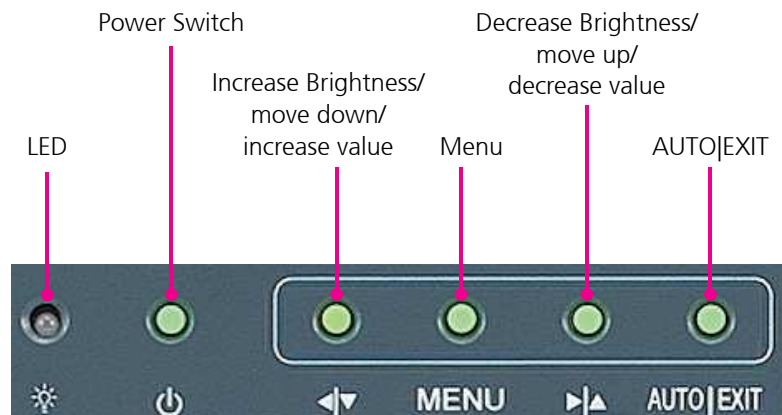 Power Switch
Decrease Brightness/
move up/
decrease value
Increase Brightness/
move down/
increase value
LED
Menu
AUTO|EXIT
MENU
AUTO|EXIT